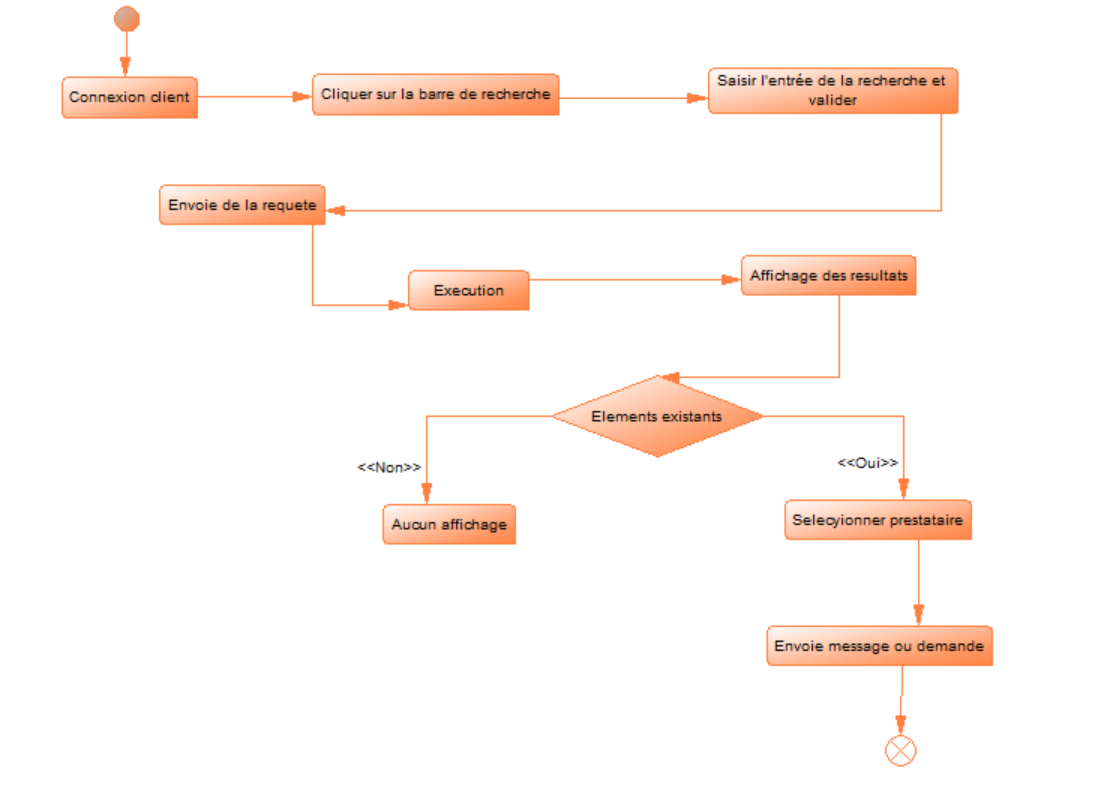 Connexion client
Cliquer sur la barre de recherche
Saisir l'entrée de la recherche et
valider
Envoie de la requete
Execution
Affichage des resultats
Elements existants
<<Non>>
<<Oui>>
Aucun affichage
Selecyionner prestataire
Envoie message ou demande